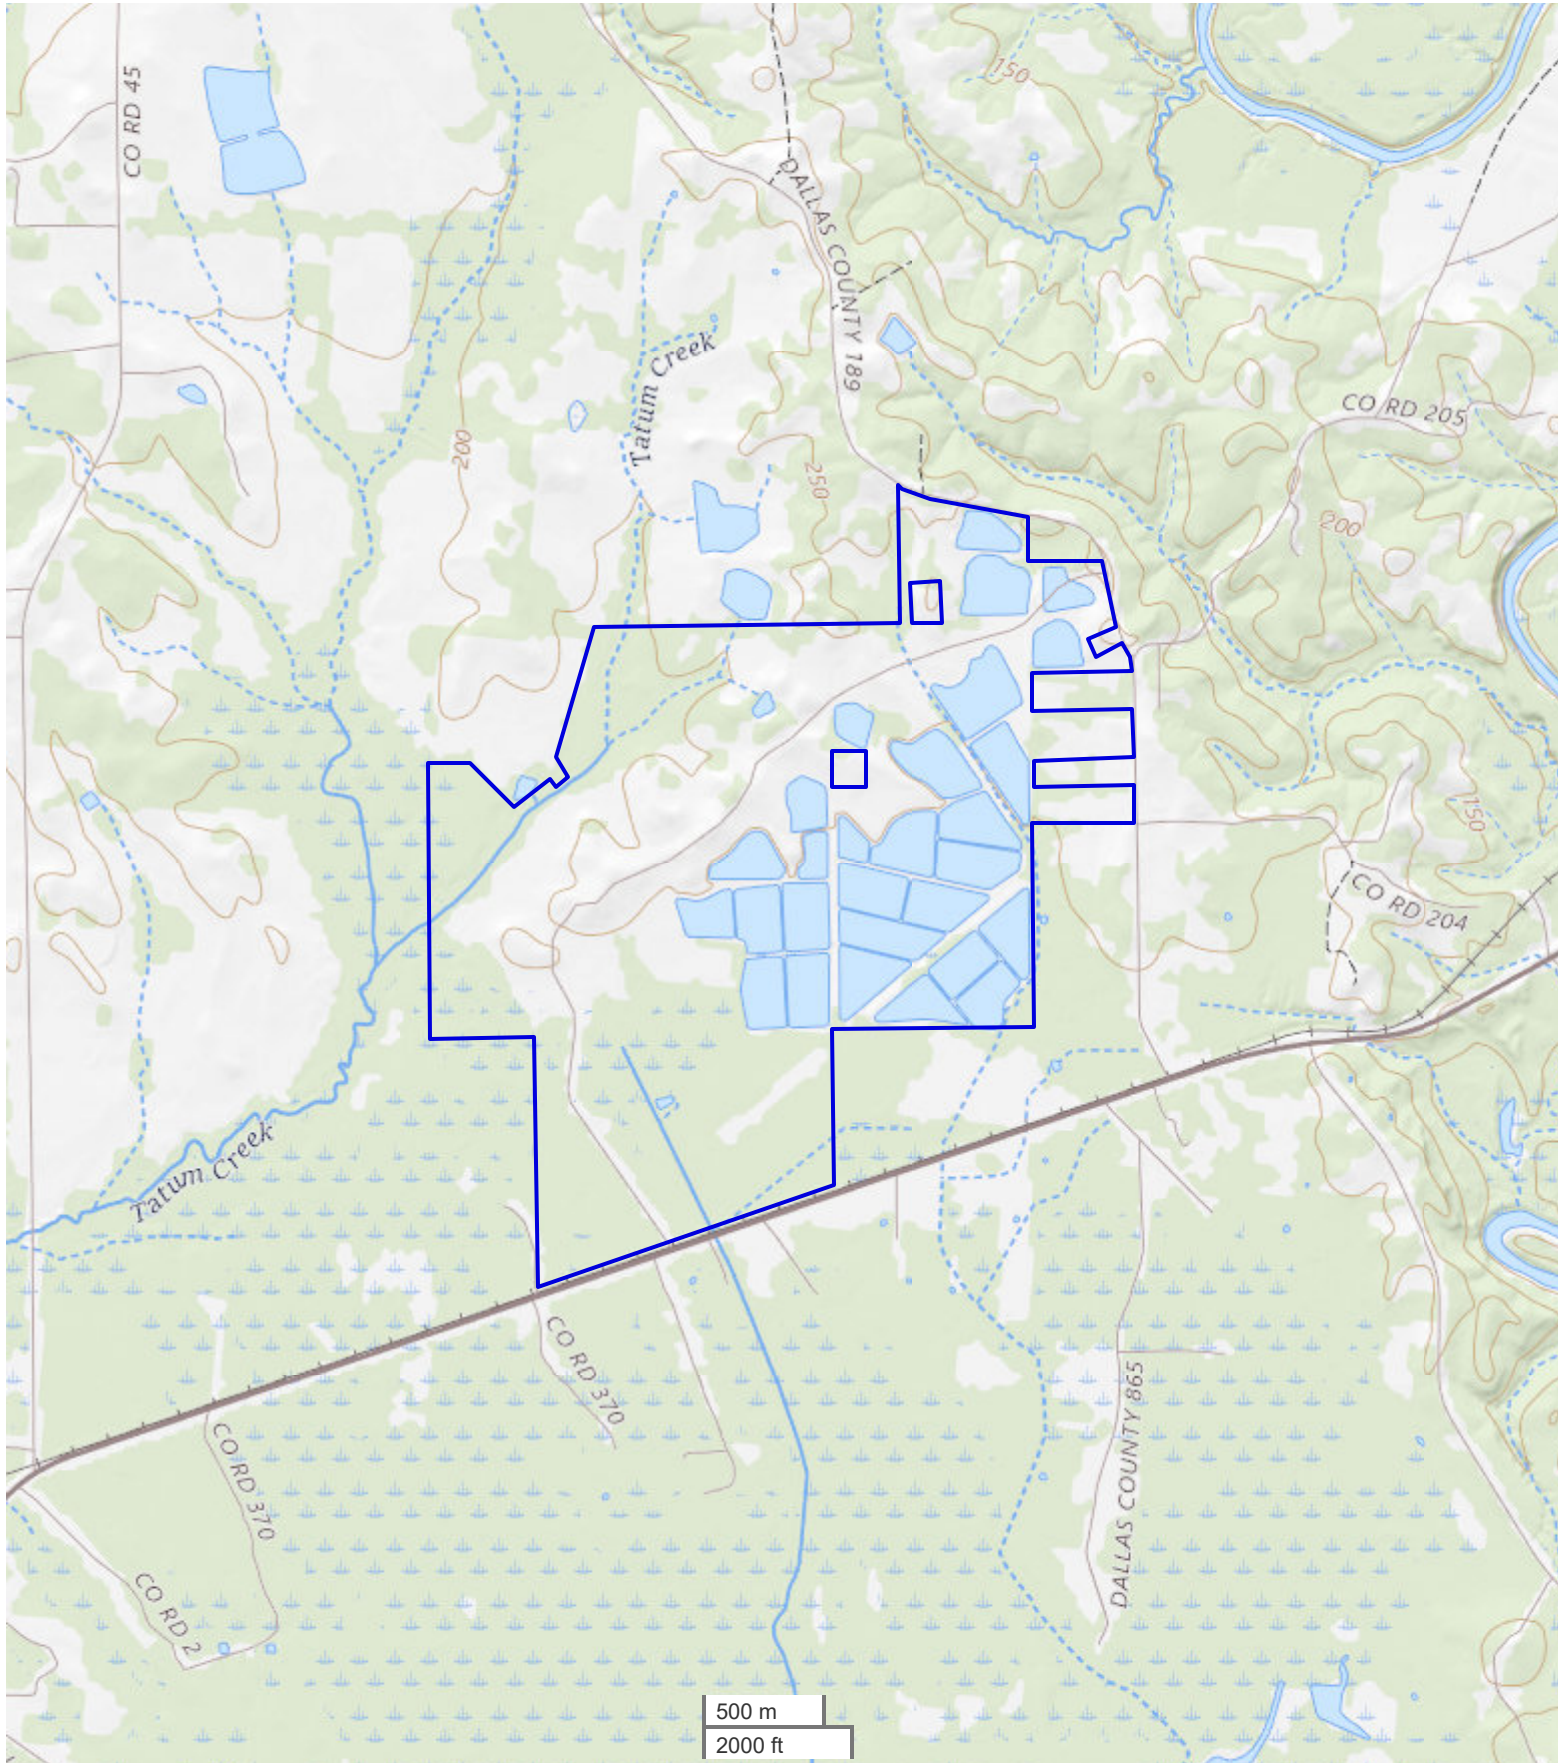 150
CO RD 45
DALLAS COUNTY 189
Tatum Creek
CO RD 205
200
250
200
150
CO RD 204
Tatum Creek
CO RD 370
DALLAS COUNTY 865
CO RD 370
CO RD 2
500 m
2000 ft